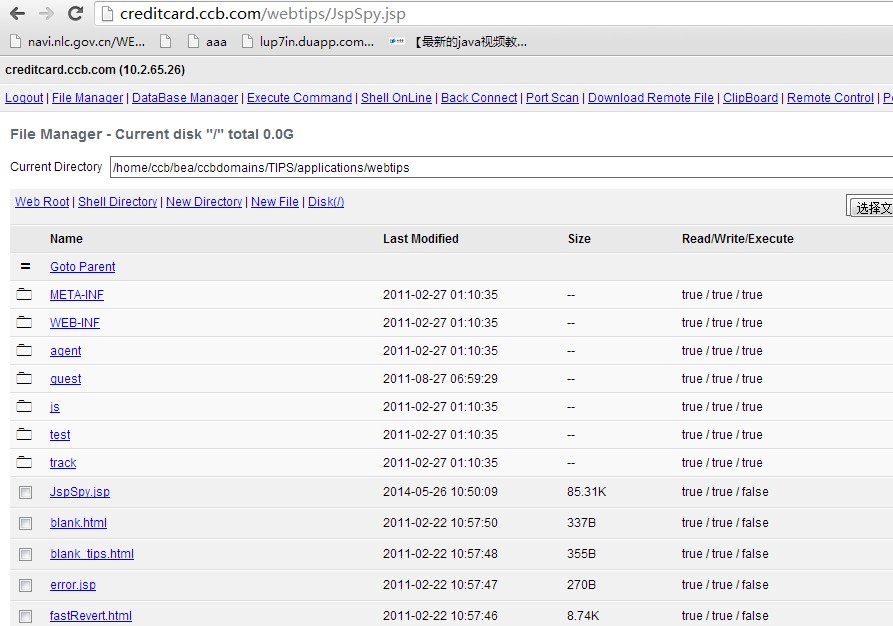 creditcard.ccb.com/webtips/JspSpy.jsp
navi.nlc.gov.cn/WE... aaa lup7in.duapp.com... 【最新的java视频教...
creditcard.ccb.com (10.2.65.26)
Logout | File Manager | DataBase Manager | Execute Command | Shell OnLine | Back Connect | Port Scan | Download Remote File | ClipBoard | Remote Control | P
File Manager - Current disk "/" total 0.0G
Current Directory /home/ccb/bea/ccbdomains/TIPS/applications/webtips
Web Root | Shell Directory | New Directory | New File | Disk(/) 选择文
Name Last Modified Size Read/Write/Execute
= Goto Parent
META-INF 2011-02-27 01:10:35 -- true / true / true
WEB-INF 2011-02-27 01:10:35 -- true / true / true
agent 2011-02-27 01:10:35 -- true / true / true
guest 2011-08-27 06:59:29 -- true / true / true
js 2011-02-27 01:10:35 -- true / true / true
test 2011-02-27 01:10:35 -- true / true / true
track 2011-02-27 01:10:35 -- true / true / true
JspSpy.jsp 2014-05-26 10:50:09 85.31K true / true / false
blank.html 2011-02-22 10:57:50 337B true / true / false
blank_tips.html 2011-02-22 10:57:48 355B true / true / false
error.jsp 2011-02-22 10:57:47 270B true / true / false
fastRevert.html 2011-02-22 10:57:46 8.74K true / true / false